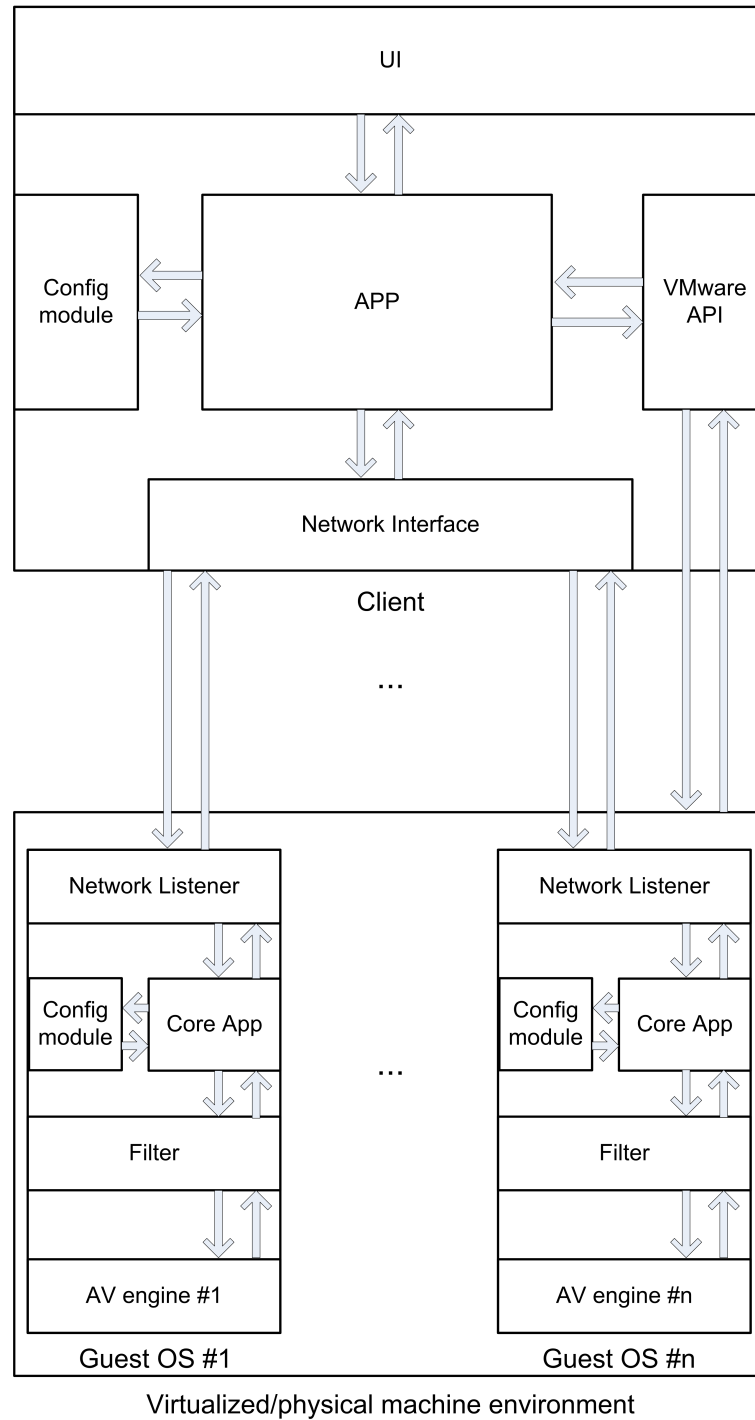 UI
Config
module
APP
VMware
API
Network Interface
Client
...
Network Listener
Network Listener
Config
module
Core App
...
Config
module
Core App
Filter
Filter
AV engine #1
AV engine #n
Guest OS #1
Guest OS #n
Virtualized/physical machine environment